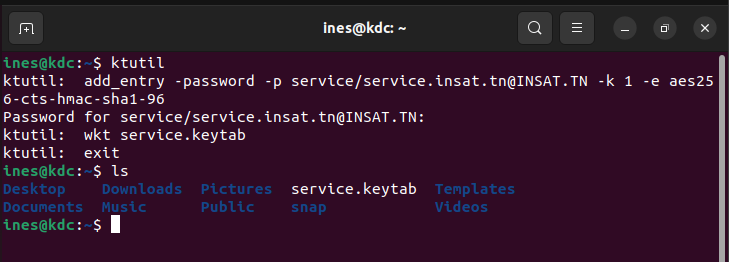 ines@kdc: ~
ines@kdc:~$ ktutil
ktutil:  add_entry -password -p service/service.insat.tn@INSAT.TN -k 1 -e aes25
6-cts-hmac-sha1-96
Password for service/service.insat.tn@INSAT.TN:
ktutil:  wkt service.keytab
ktutil:  exit
ines@kdc:~$ ls
Desktop    Downloads  Pictures  service.keytab  Templates
Documents  Music      Public    snap            Videos
ines@kdc:~$